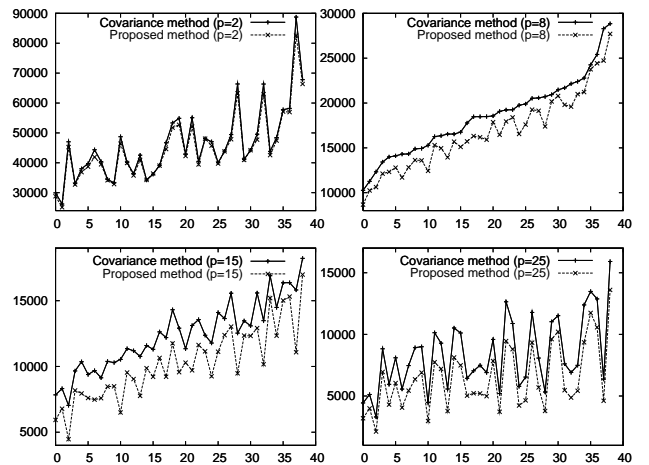 Covariance method (p=2)
Proposed method (p=2)
90000
80000
70000
60000
50000
40000
30000
0 5 10 15 20 25 30 35 40
Covariance method (p=8)
Proposed method (p=8)
30000
25000
20000
15000
10000
0 5 10 15 20 25 30 35 40
Covariance method (p=15)
Proposed method (p=15)
15000
10000
5000
0 5 10 15 20 25 30 35 40
Covariance method (p=25)
Proposed method (p=25)
15000
10000
5000
0 5 10 15 20 25 30 35 40